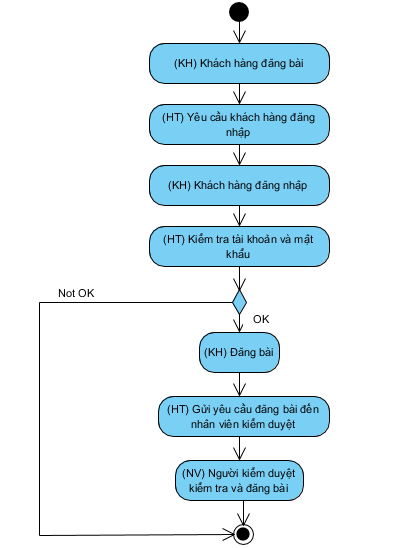 (KH) Khách hàng đăng bài
(HT) Yêu cầu khách hàng đăng
nhập
(KH) Khách hàng đăng nhập
(HT) Kiểm tra tài khoản và mật
khẩu
Not OK
OK
(KH) Đăng bài
(HT) Gửi yêu cầu đăng bài đến
nhân viên kiểm duyệt
(NV) Người kiểm duyệt
kiểm tra và đăng bài